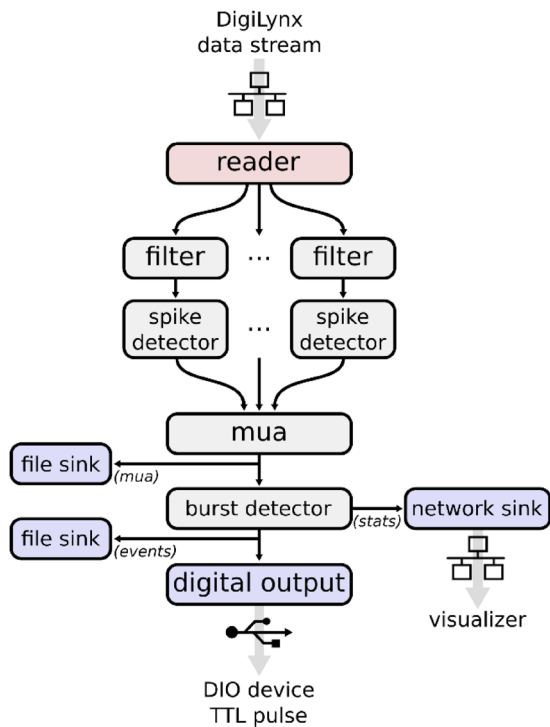 DigiLynx
data stream
reader
filter
...
filter
spike
detector
...
spike
detector
mua
file sink
(mua)
burst detector
(stats)
network sink
file sink
(events)
digital output
visualizer
DIO device
TTL pulse